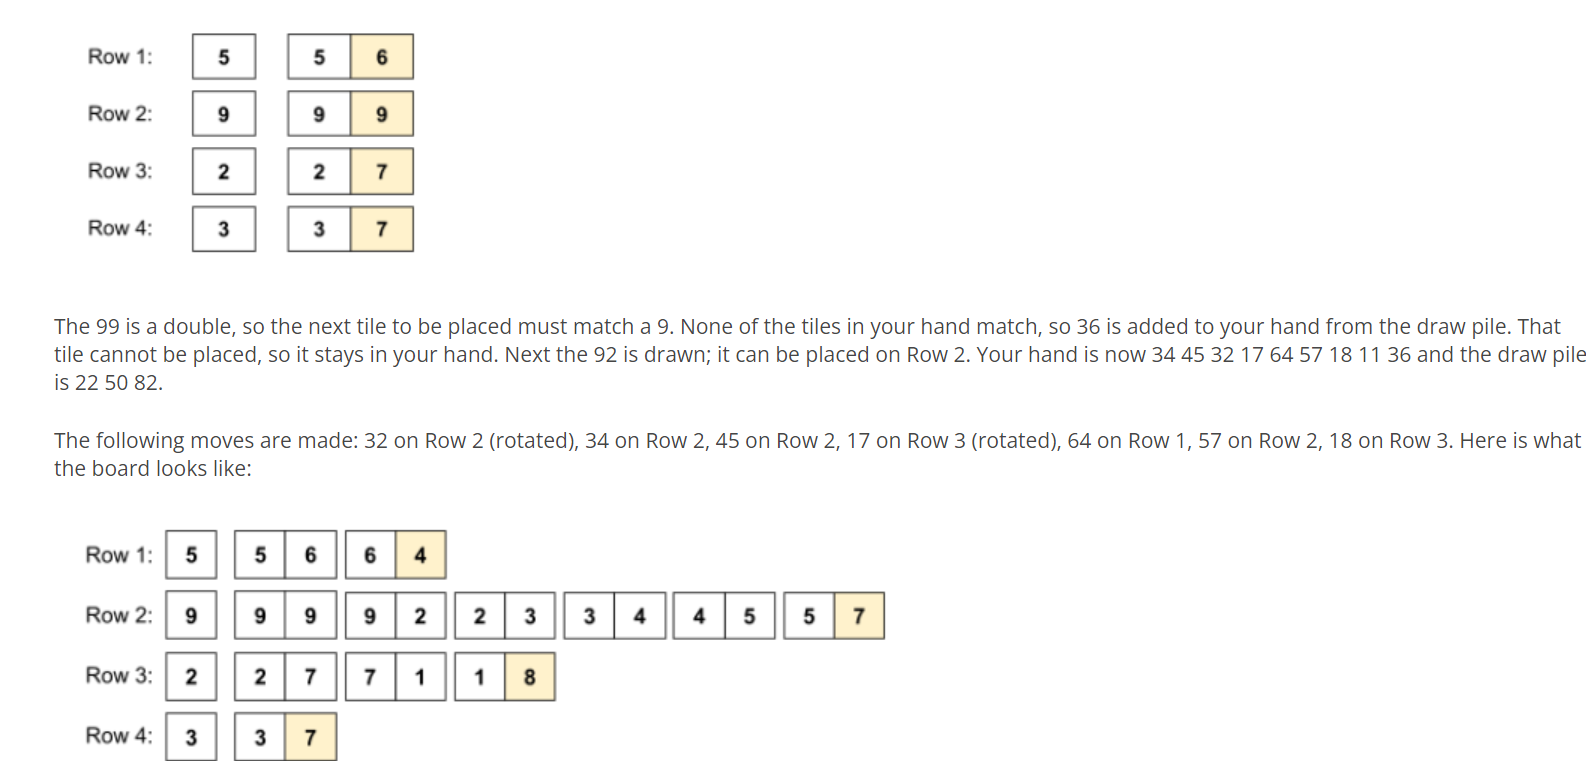 Row 1: 5 5 6
Row 2: 9 9 9
Row 3: 2 2 7
Row 4: 3 3 7
The 99 is a double, so the next tile to be placed must match a 9. None of the tiles in your hand match, so 36 is added to your hand from the draw pile. That
tile cannot be placed, so it stays in your hand. Next the 92 is drawn; it can be placed on Row 2. Your hand is now 34 45 32 17 64 57 18 11 36 and the draw pile
is 22 50 82.
The following moves are made: 32 on Row 2 (rotated), 34 on Row 2, 45 on Row 2, 17 on Row 3 (rotated), 64 on Row 1, 57 on Row 2, 18 on Row 3. Here is what
the board looks like:
Row 1: 5 5 6 6 4
Row 2: 9 9 9 9 2 2 3 3 4 4 5 5 7
Row 3: 2 2 7 7 1 1 8
Row 4: 3 3 7